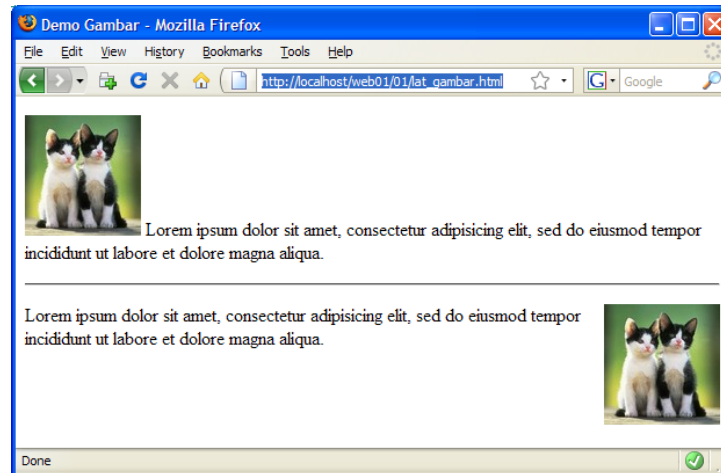 Demo Gambar - Mozilla Firefox
File Edit View History Bookmarks Tools Help
http://localhost/web01/01/lat_gambar.html G Google
Lorem ipsum dolor sit amet, consectetur adipisicing elit, sed do eiusmod tempor
incididunt ut labore et dolore magna aliqua.
Lorem ipsum dolor sit amet, consectetur adipisicing elit, sed do eiusmod tempor
incididunt ut labore et dolore magna aliqua.
Done